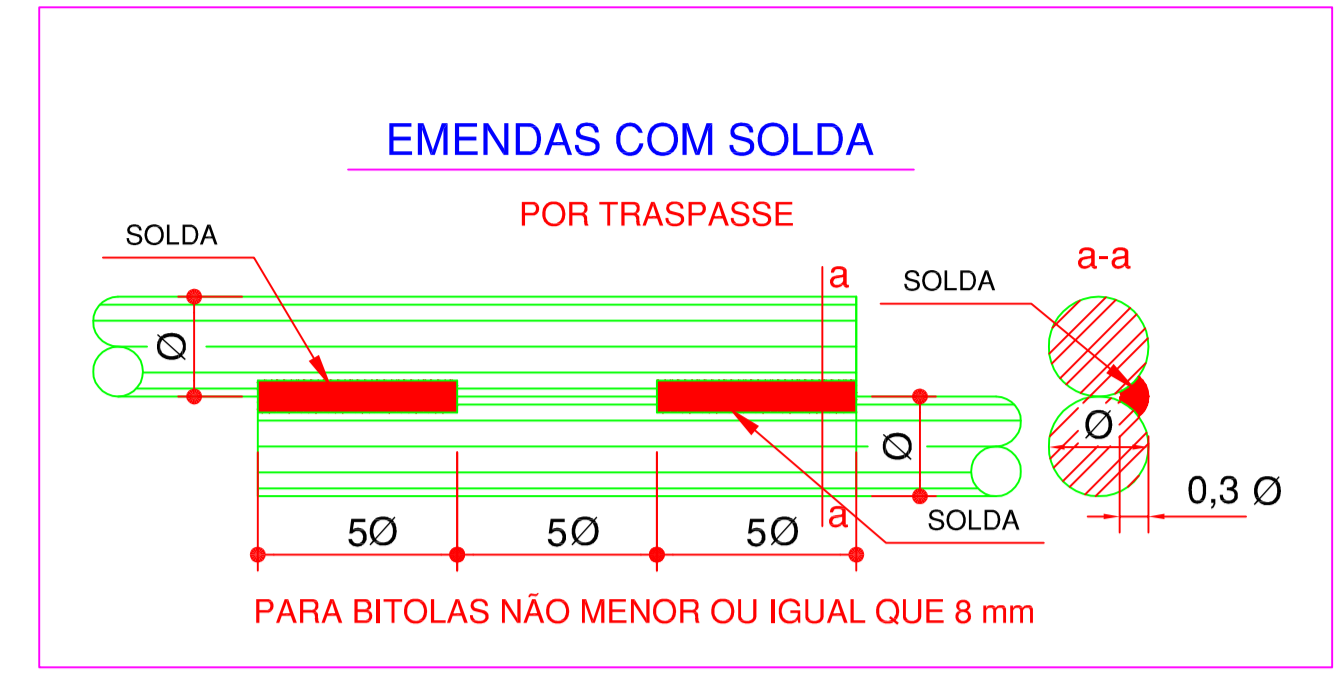 EMENDAS COM SOLDA
POR TRASPASSE
SOLDA
a
SOLDA
a-a
Ø
Ø
Ø
0,3 Ø
5Ø
5Ø
5Ø
a
SOLDA
PARA BITOLAS NÃO MENOR OU IGUAL QUE 8 mm